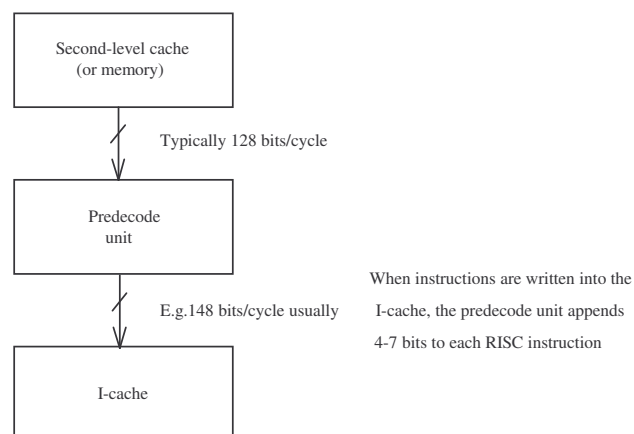 Second-level cache
(or memory)
Typically 128 bits/cycle
Predecode
unit
When instructions are written into the
E.g.148 bits/cycle usually
I-cache, the predecode unit appends
4-7 bits to each RISC instruction
I-cache